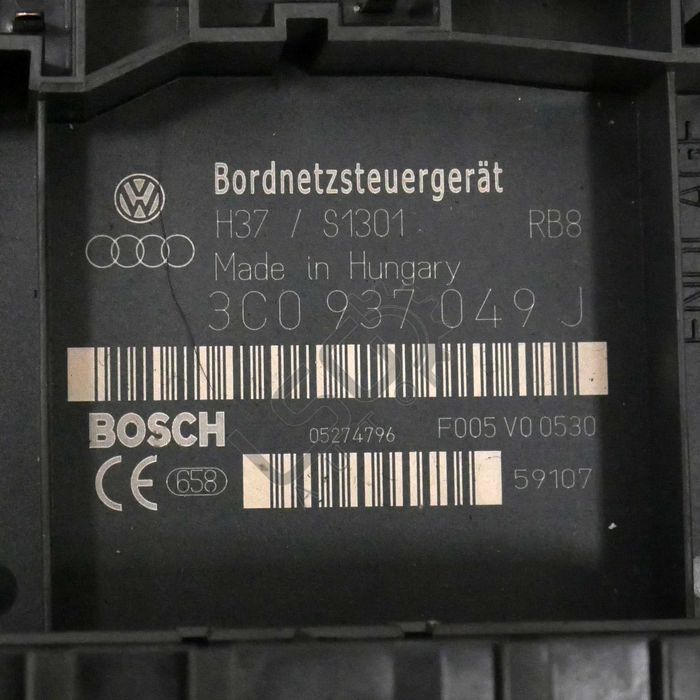 Bordnetzsteuergerät
H37 / S1301 RB8
Made in Hungary
3C0 937 049 J
BOSCH 05274796 F005 V0 0530
CE 658 59107